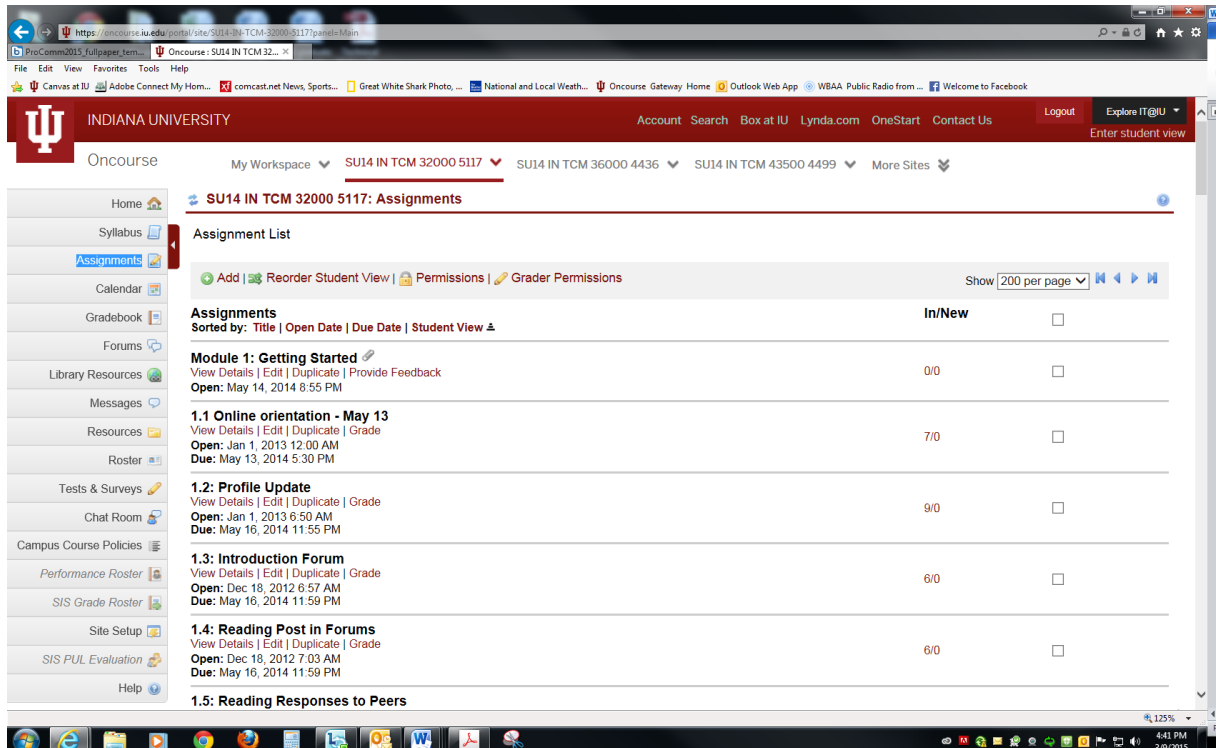 https://oncourse.iu.edu/portal/site/SU14-IN-TCM-32000-5117?panel=Main
ProComm2015_fullpaper_tem... Oncourse : SU14 IN TCM 32... ×
File Edit View Favorites Tools Help
Canvas at IU Adobe Connect My Hom... comcast.net News, Sports... Great White Shark Photo, ... National and Local Weath... Oncourse Gateway Home Outlook Web App WBAA Public Radio from ... Welcome to Facebook
INDIANA UNIVERSITY Account Search Box at IU Lynda.com OneStart Contact Us Logout Explore IT@IU
Enter student view
Oncourse My Workspace SU14 IN TCM 32000 5117 SU14 IN TCM 36000 4436 SU14 IN TCM 43500 4499 More Sites
Home
Syllabus
Assignments
Calendar
Gradebook
Forums
Library Resources
Messages
Resources
Roster
Tests & Surveys
Chat Room
Campus Course Policies
Performance Roster
SIS Grade Roster
Site Setup
SIS PUL Evaluation
Help
SU14 IN TCM 32000 5117: Assignments
Assignment List
Add | Reorder Student View | Permissions | Grader Permissions
Show 200 per page
Assignments In/New
Sorted by: Title | Open Date | Due Date | Student View
Module 1: Getting Started
View Details | Edit | Duplicate | Provide Feedback 0/0
Open: May 14, 2014 8:55 PM
1.1 Online orientation - May 13
View Details | Edit | Duplicate | Grade
Open: Jan 1, 2013 12:00 AM 7/0
Due: May 13, 2014 5:30 PM
1.2: Profile Update
View Details | Edit | Duplicate | Grade
Open: Jan 1, 2013 6:50 AM 9/0
Due: May 16, 2014 11:55 PM
1.3: Introduction Forum
View Details | Edit | Duplicate | Grade
Open: Dec 18, 2012 6:57 AM 6/0
Due: May 16, 2014 11:59 PM
1.4: Reading Post in Forums
View Details | Edit | Duplicate | Grade
Open: Dec 18, 2012 7:03 AM 6/0
Due: May 16, 2014 11:59 PM
1.5: Reading Responses to Peers
125%
4:41 PM